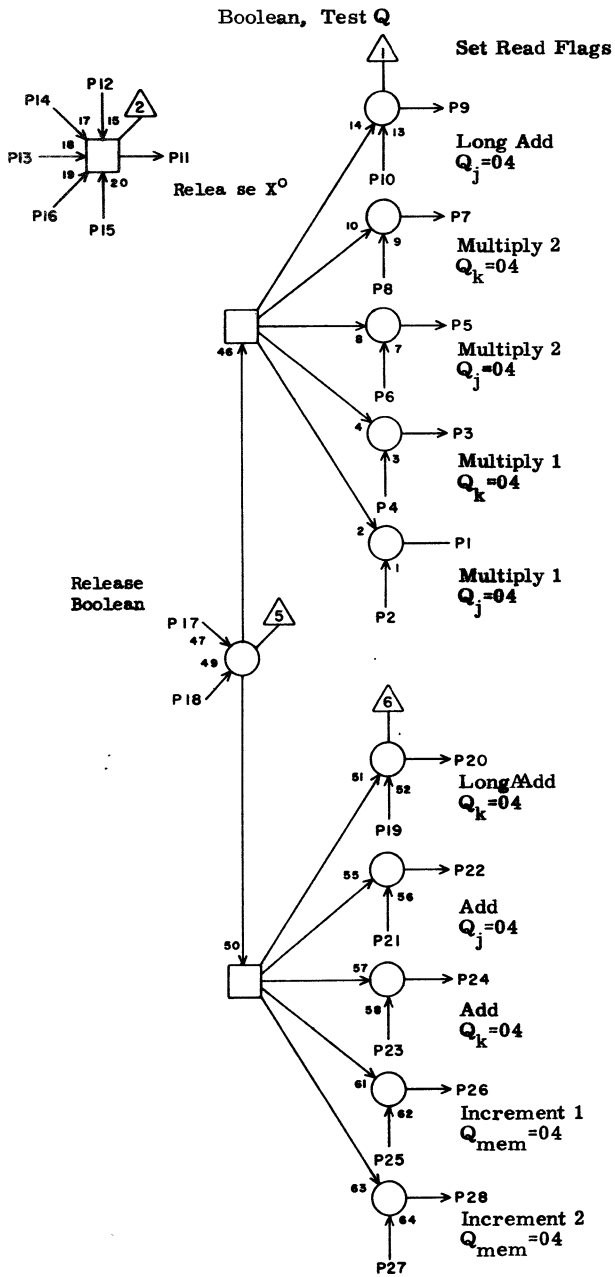 Boolean, Test Q
1
Set Read Flags
P12
P14
2
17
15
P13
18
P11
19
20
P16
P15
Relea se X⁰
14
13
P9
P10
Long Add
Qj=04
10
9
P7
P8
Multiply 2
Qk=04
46
8
7
P5
P6
Multiply 2
Qj=04
4
3
P3
P4
Multiply 1
Qk=04
2
1
P1
P2
Multiply 1
Qj=04
Release
Boolean
P17
5
47
49
P18
6
51
52
P20
P19
Long Add
Qk=04
55
56
P22
P21
Add
Qj=04
50
57
58
P24
P23
Add
Qk=04
61
62
P26
P25
Increment 1
Qmem=04
63
64
P28
P27
Increment 2
Qmem=04